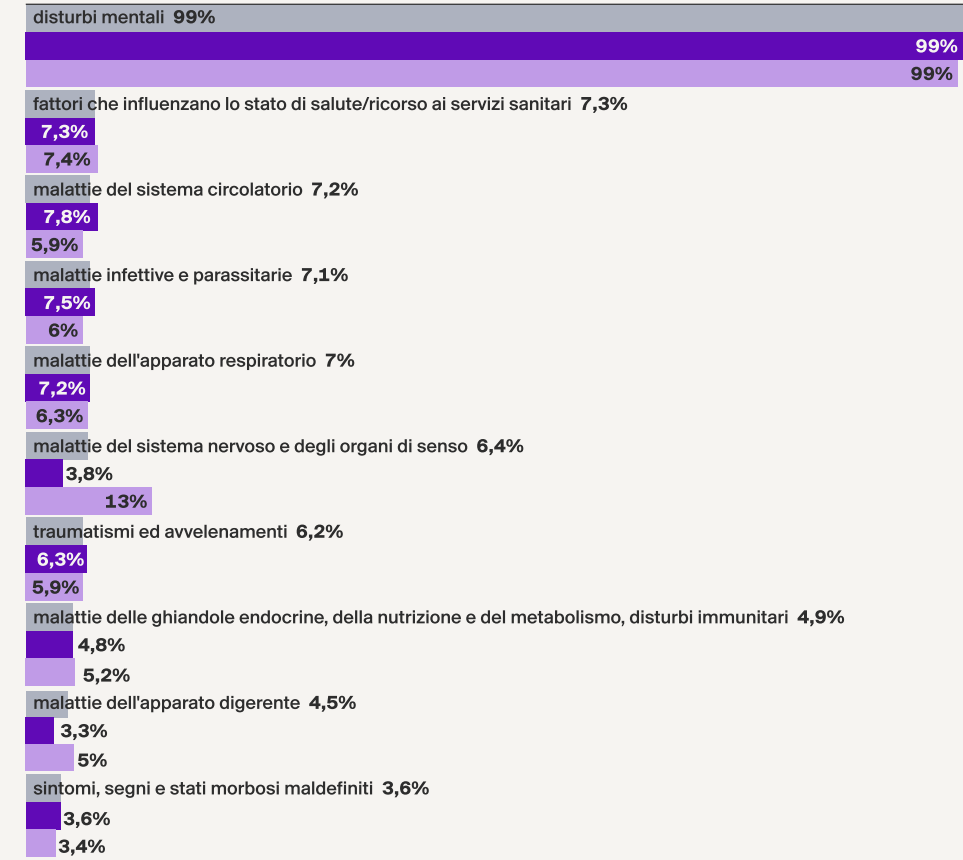 disturbi mentali 99%
99%
99%
fattori che influenzano lo stato di salute/ricorso ai servizi sanitari 7,3%
7,3%
7,4%
malattie del sistema circolatorio 7,2%
7,8%
5,9%
malattie infettive e parassitarie 7,1%
7,5%
6%
malattie dell'apparato respiratorio 7%
7,2%
6,3%
malattie del sistema nervoso e degli organi di senso 6,4%
3,8%
13%
traumatismi ed avvelenamenti 6,2%
6,3%
5,9%
malattie delle ghiandole endocrine, della nutrizione e del metabolismo, disturbi immunitari 4,9%
4,8%
5,2%
malattie dell'apparato digerente 4,5%
3,3%
5%
sintomi, segni e stati morbosi maldefiniti 3,6%
3,6%
3,4%